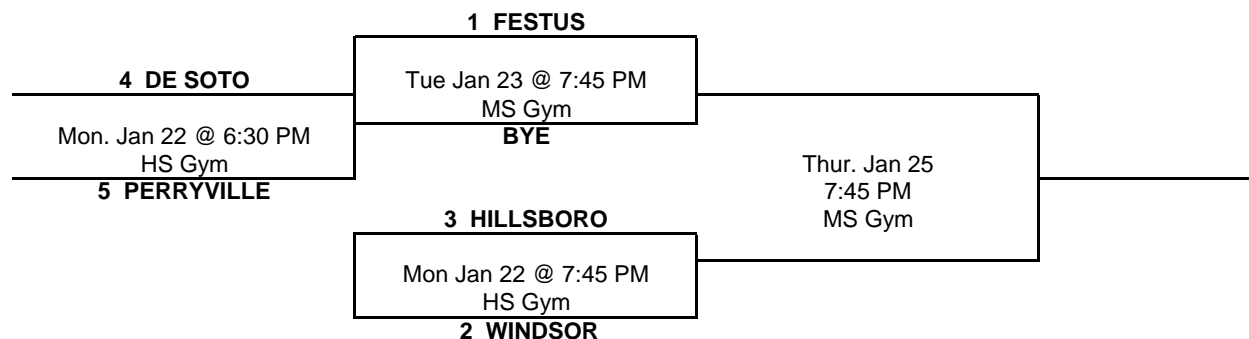 1 FESTUS
4 DE SOTO
Tue Jan 23 @ 7:45 PM
MS Gym
BYE
Mon. Jan 22 @ 6:30 PM
HS Gym
5 PERRYVILLE
Thur. Jan 25
7:45 PM
MS Gym
3 HILLSBORO
Mon Jan 22 @ 7:45 PM
HS Gym
2 WINDSOR